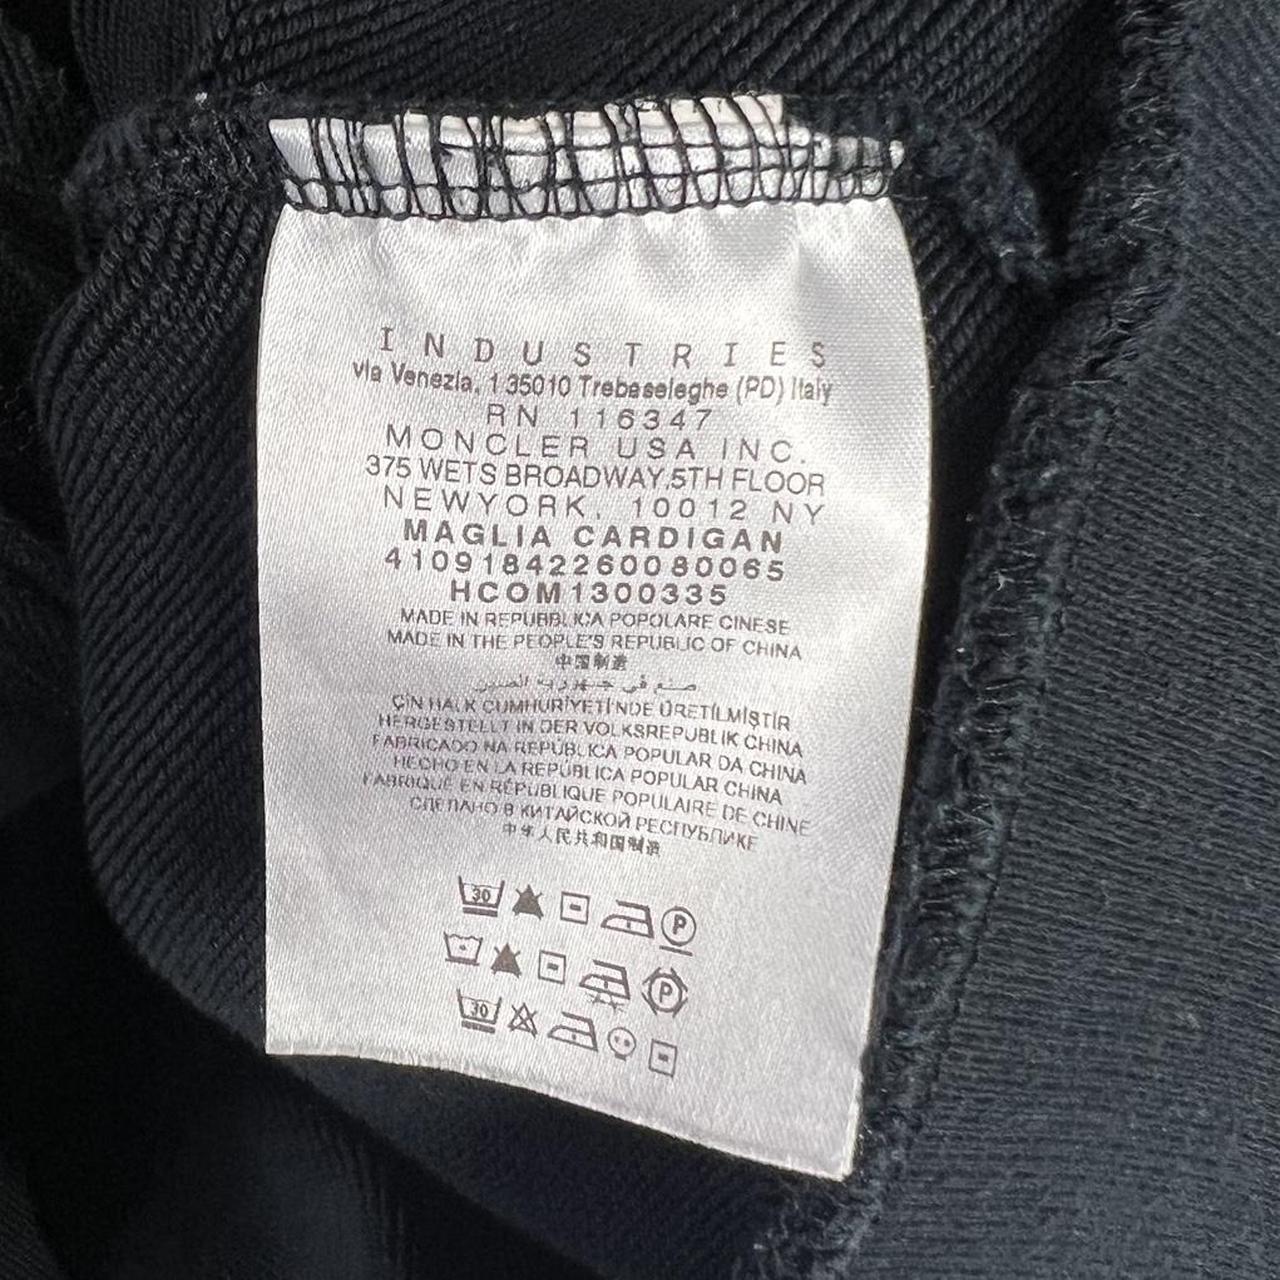 INDUSTRIES
via Venezia, 1 35010 Trebaseleghe (PD) Italy
RN 116347
MONCLER USA INC.
375 WETS BROADWAY.5TH FLOOR
NEWYORK, 10012 NY
MAGLIA CARDIGAN
41091842260080065
HCOM1300335
MADE IN REPUBBLICA POPOLARE CINESE
MADE IN THE PEOPLE'S REPUBLIC OF CHINA
中国制造
صنع في جمهورية الصين
ÇİN HALK CUMHURİYETİ'NDE ÜRETİLMİŞTİR
HERGESTELLT IN DER VOLKSREPUBLIK CHINA
FABRICADO NA REPÚBLICA POPULAR DA CHINA
HECHO EN LA REPÚBLICA POPULAR CHINA
FABRIQUÉ EN RÉPUBLIQUE POPULAIRE DE CHINE
СДЕЛАНО В КИТАЙСКОЙ РЕСПУБЛИКЕ
中华人民共和国制造
30 P
P
30